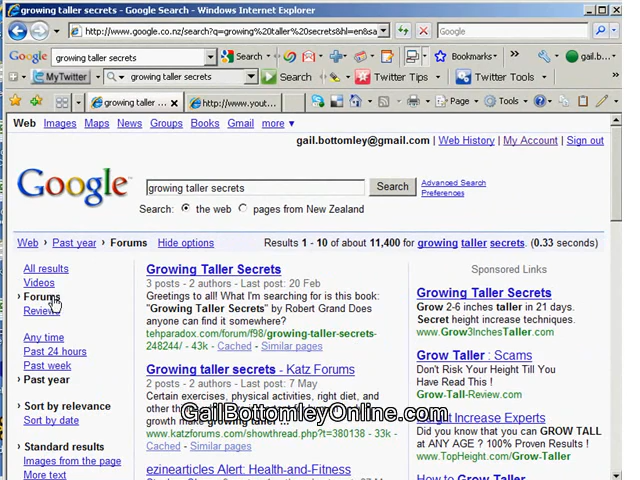 growing taller secrets - Google Search - Windows Internet Explorer
http://www.google.co.nz/search?q=growing%20taller%20secrets&hl=en&sa
Google
Google
growing taller secrets
Search
Bookmarks
gail.b
MyTwitter
growing taller secrets
Search
Twitter Tips
Twitter Tools
growing taller ...
http://www.yout...
Page
Tools
Web Images Maps News Groups Books Gmail more ▼
gail.bottomley@gmail.com | Web History | My Account | Sign out
Google
growing taller secrets
Search
Advanced Search
Preferences
Search: the web pages from New Zealand
Web › Past year › Forums Hide options
Results 1 - 10 of about 11,400 for growing taller secrets. (0.33 seconds)
All results
Videos
› Forums
Reviews
Any time
Past 24 hours
Past week
› Past year
› Sort by relevance
Sort by date
› Standard results
Images from the page
More text
Growing Taller Secrets
3 posts - 2 authors - Last post: 20 Feb
Greetings to all! What I'm searching for is this book:
"Growing Taller Secrets" by Robert Grand Does
anyone can find it somewhere?
tehparadox.com/forum/f98/growing-taller-secrets-
248244/ - 43k - Cached - Similar pages
Growing taller secrets - Katz Forums
2 posts - 2 authors - Last post: 7 May
Certain exercises, physical activities, right diet, and
other
growth make growing taller ...
www.katzforums.com/showthread.php?t=380138 - 33k -
Cached - Similar pages
ezinearticles Alert: Health-and-Fitness
Sponsored Links
Growing Taller Secrets
Grow 2-6 inches taller in 21 days.
Secret height increase techniques.
www.Grow3InchesTaller.com
Grow Taller : Scams
Don't Risk Your Height Till You
Have Read This !
Grow-Tall-Review.com
Height Increase Experts
Did you know that you can GROW TALL
at ANY AGE ? 100% Proven Results !
www.TopHeight.com/Grow-Taller
How to Grow Taller
GailBottomleyOnline.com